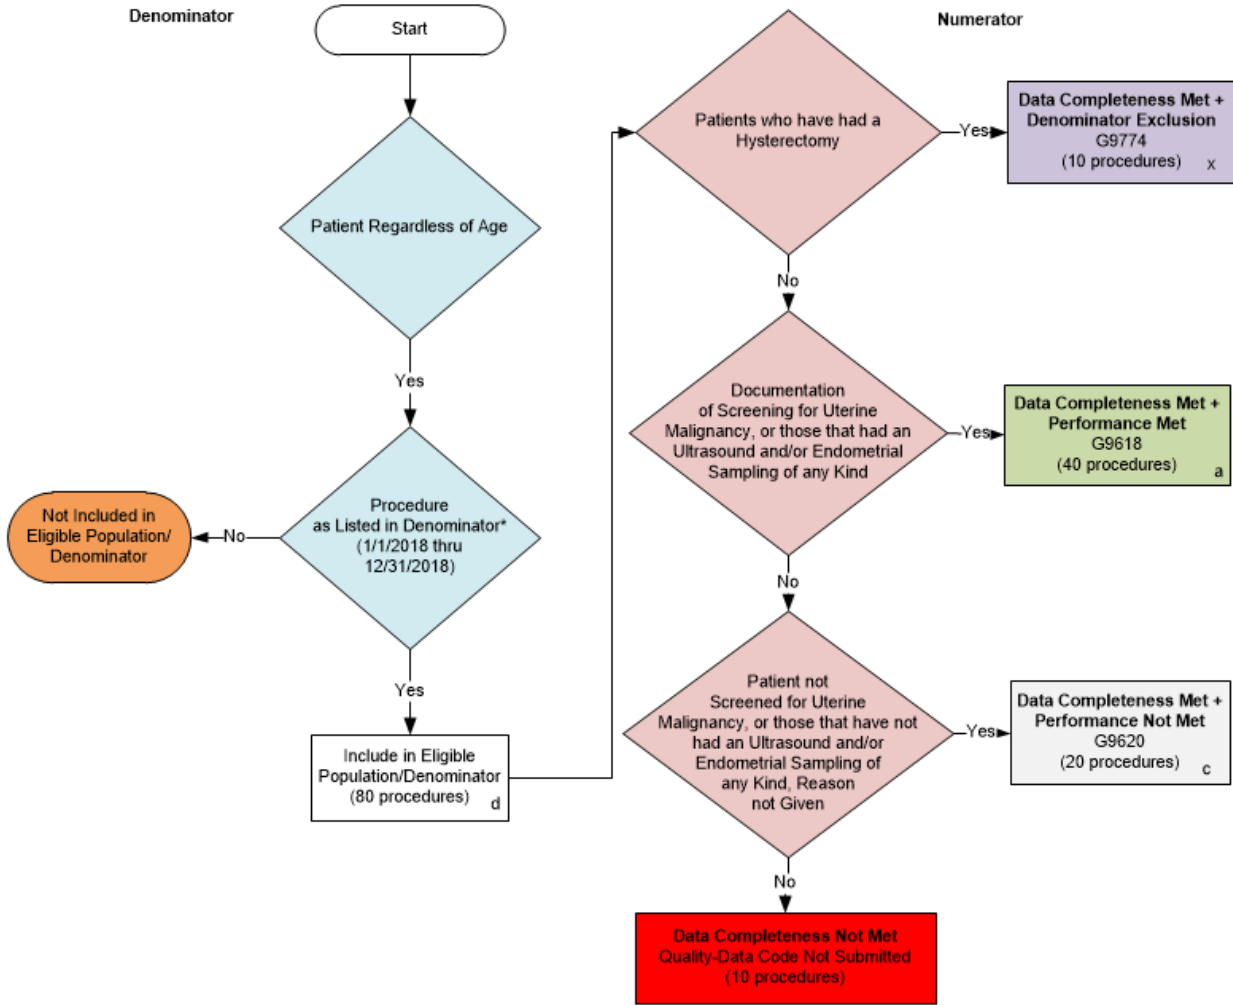 Denominator
Start
Patient Regardless of Age
Yes
Procedure
as Listed in Denominator*
(1/1/2018 thru
12/31/2018)
No
Not Included in
Eligible Population/
Denominator
Yes
Include in Eligible
Population/Denominator
(80 procedures)
d
Numerator
Patients who have had a
Hysterectomy
Yes
Data Completeness Met +
Denominator Exclusion
G9774
(10 procedures)
x
No
Documentation
of Screening for Uterine
Malignancy, or those that had an
Ultrasound and/or Endometrial
Sampling of any Kind
Yes
Data Completeness Met +
Performance Met
G9618
(40 procedures)
a
No
Patient not
Screened for Uterine
Malignancy, or those that have not
had an Ultrasound and/or
Endometrial Sampling of
any Kind, Reason
not Given
Yes
Data Completeness Met +
Performance Not Met
G9620
(20 procedures)
c
No
Data Completeness Not Met
Quality-Data Code Not Submitted
(10 procedures)